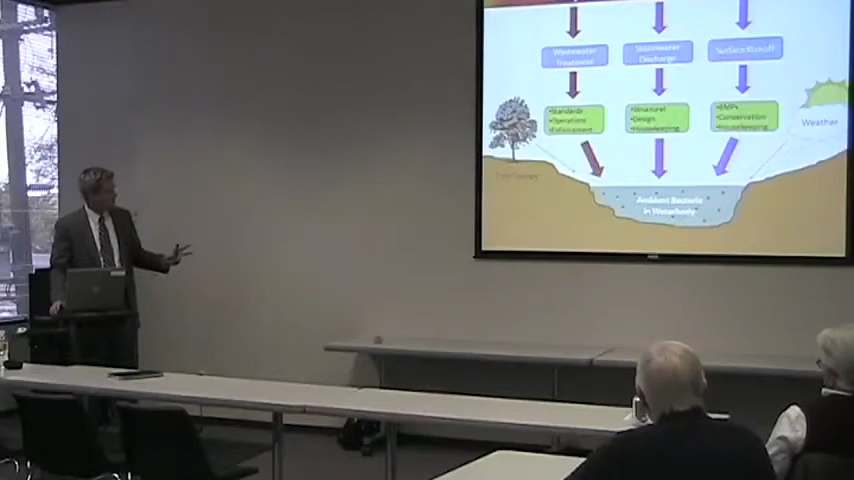 Wastewater
Treatment
Stormwater
Discharge
Surface Runoff
•Standards
•Operations
•Enforcement
•Structural
•Design
•Housekeeping
•BMPs
•Conservation
•Housekeeping
Weather
Ambient Bacteria
in Waterbody